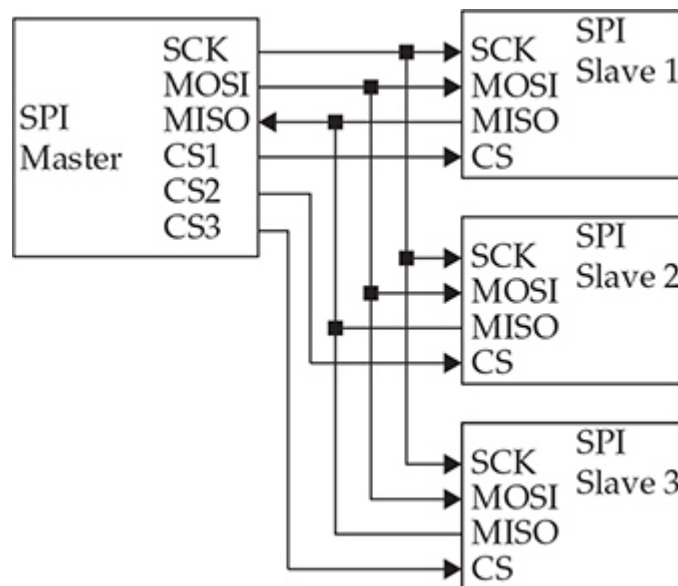 SPI
Master
SCK
MOSI
MISO
CS1
CS2
CS3
SPI
Slave 1
SCK
MOSI
MISO
CS
SPI
Slave 2
SCK
MOSI
MISO
CS
SPI
Slave 3
SCK
MOSI
MISO
CS